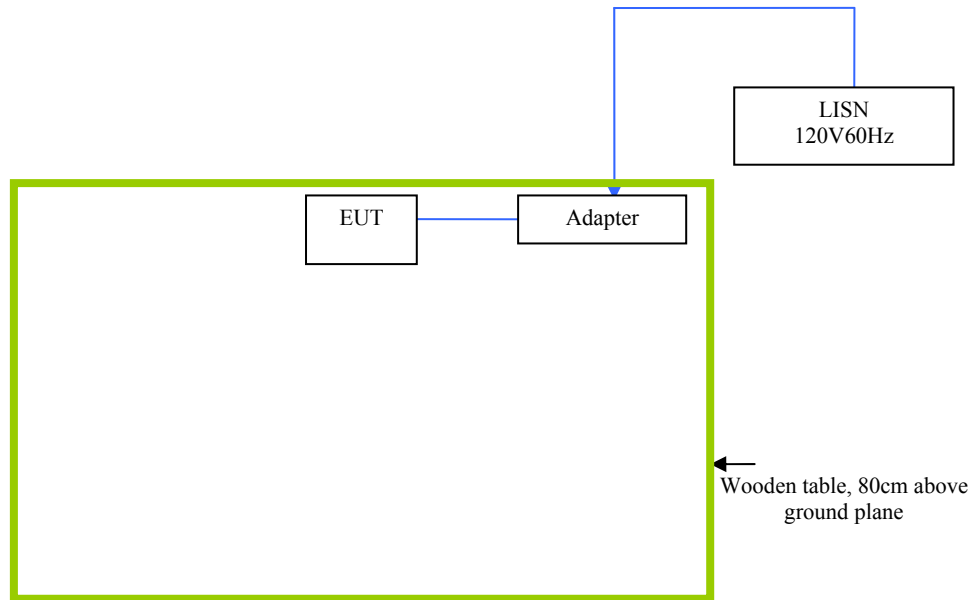 LISN
120V60Hz
EUT
Adapter
Wooden table, 80cm above
ground plane